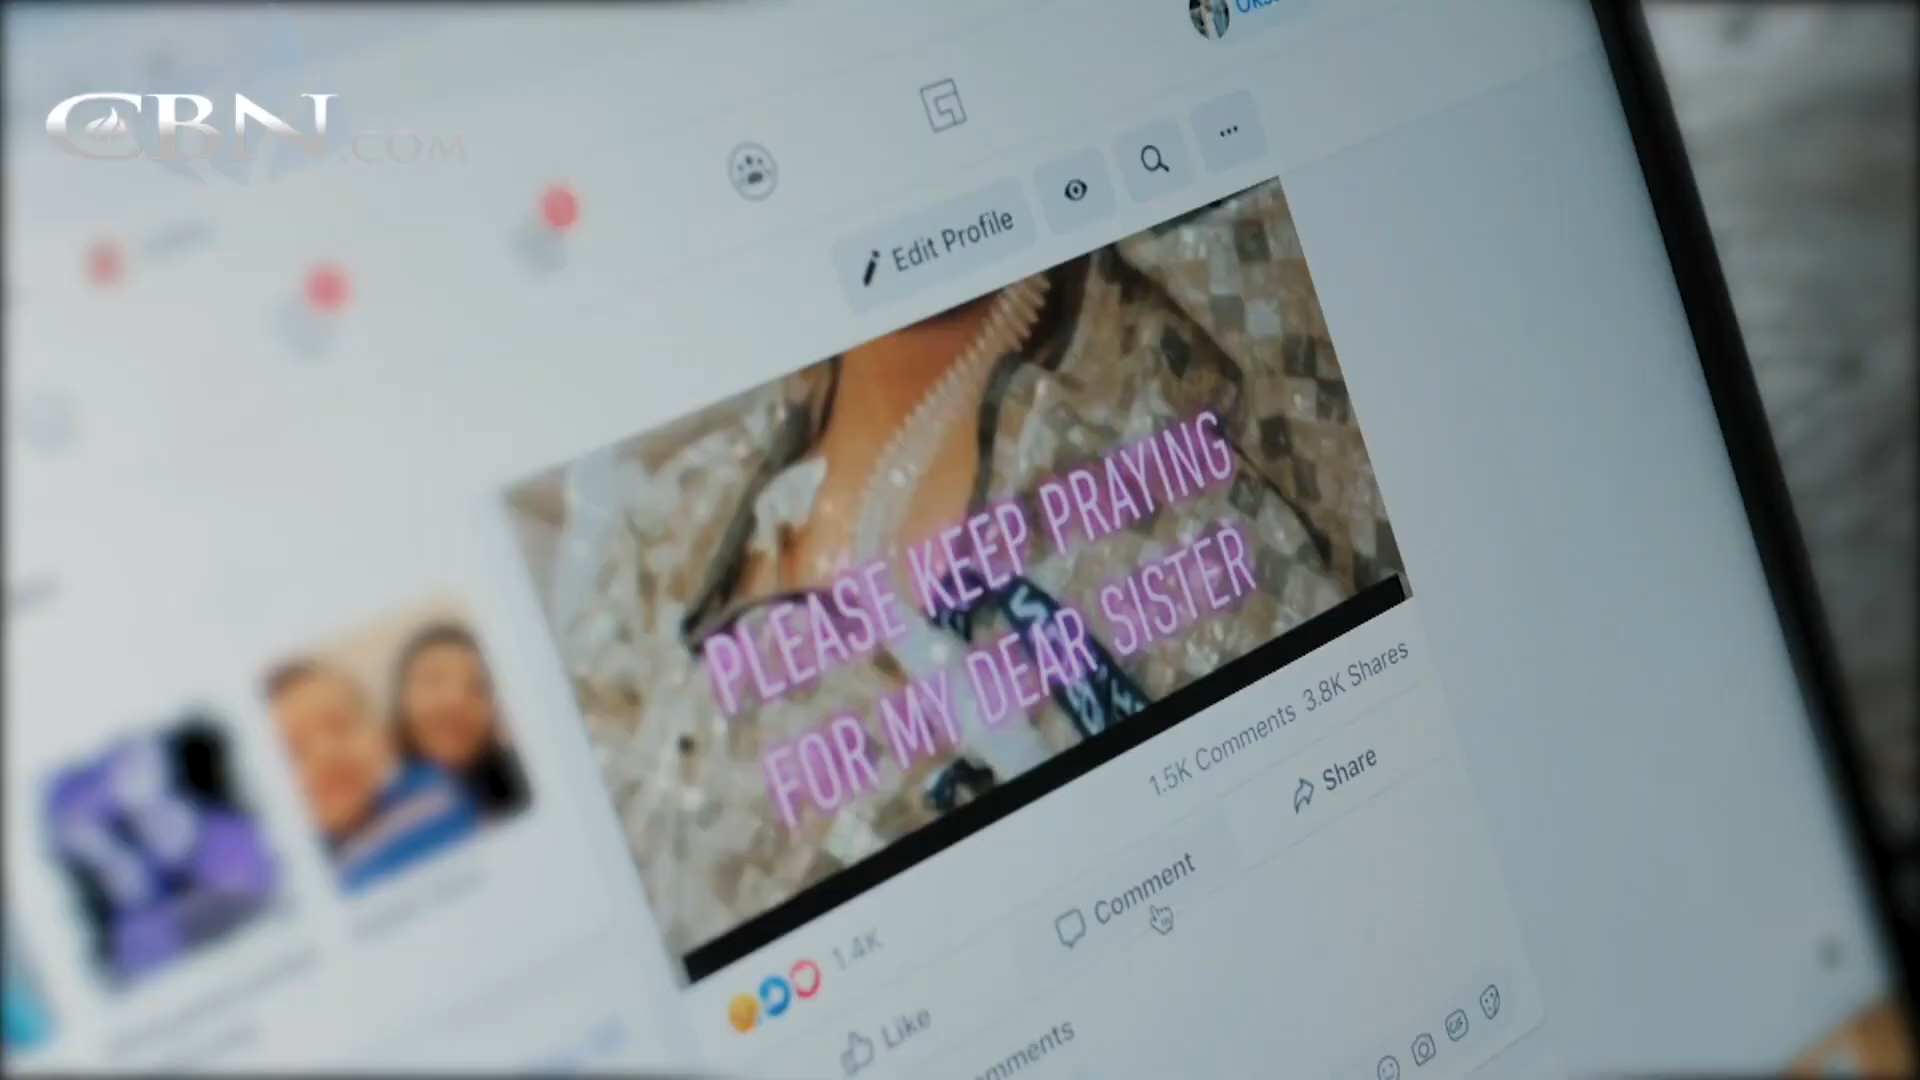 CBN.COM
Edit Profile
PLEASE KEEP PRAYING
FOR MY DEAR SISTER
1.5K Comments 3.8K Shares
1.4K
Like
Comment
Share